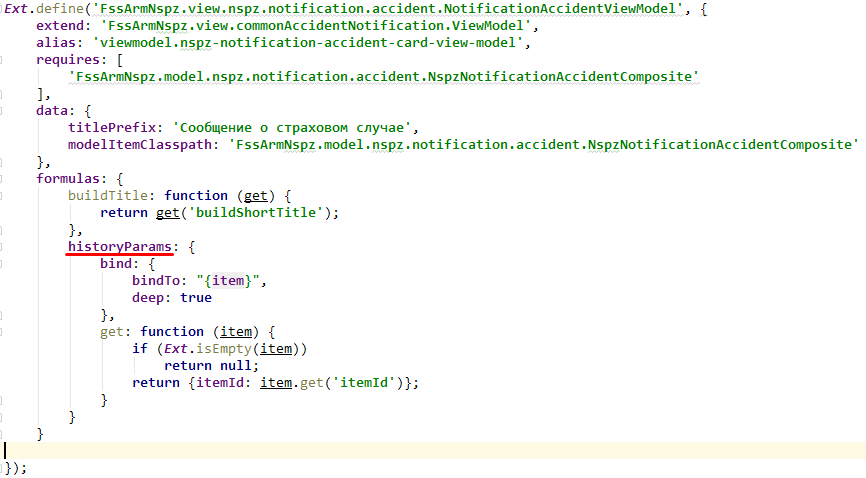 Ext.define('FssArmNspz.view.nspz.notification.accident.NotificationAccidentViewModel', {
    extend: 'FssArmNspz.view.commonAccidentNotification.ViewModel',
    alias: 'viewmodel.nspz-notification-accident-card-view-model',
    requires: [
        'FssArmNspz.model.nspz.notification.accident.NspzNotificationAccidentComposite'
    ],
    data: {
        titlePrefix: 'Сообщение о страховом случае',
        modelItemClasspath: 'FssArmNspz.model.nspz.notification.accident.NspzNotificationAccidentComposite'
    },
    formulas: {
        buildTitle: function (get) {
            return get('buildShortTitle');
        },
        historyParams: {
            bind: {
                bindTo: "{item}",
                deep: true
            },
            get: function (item) {
                if (Ext.isEmpty(item))
                    return null;
                return {itemId: item.get('itemId')};
            }
        }
    }
});